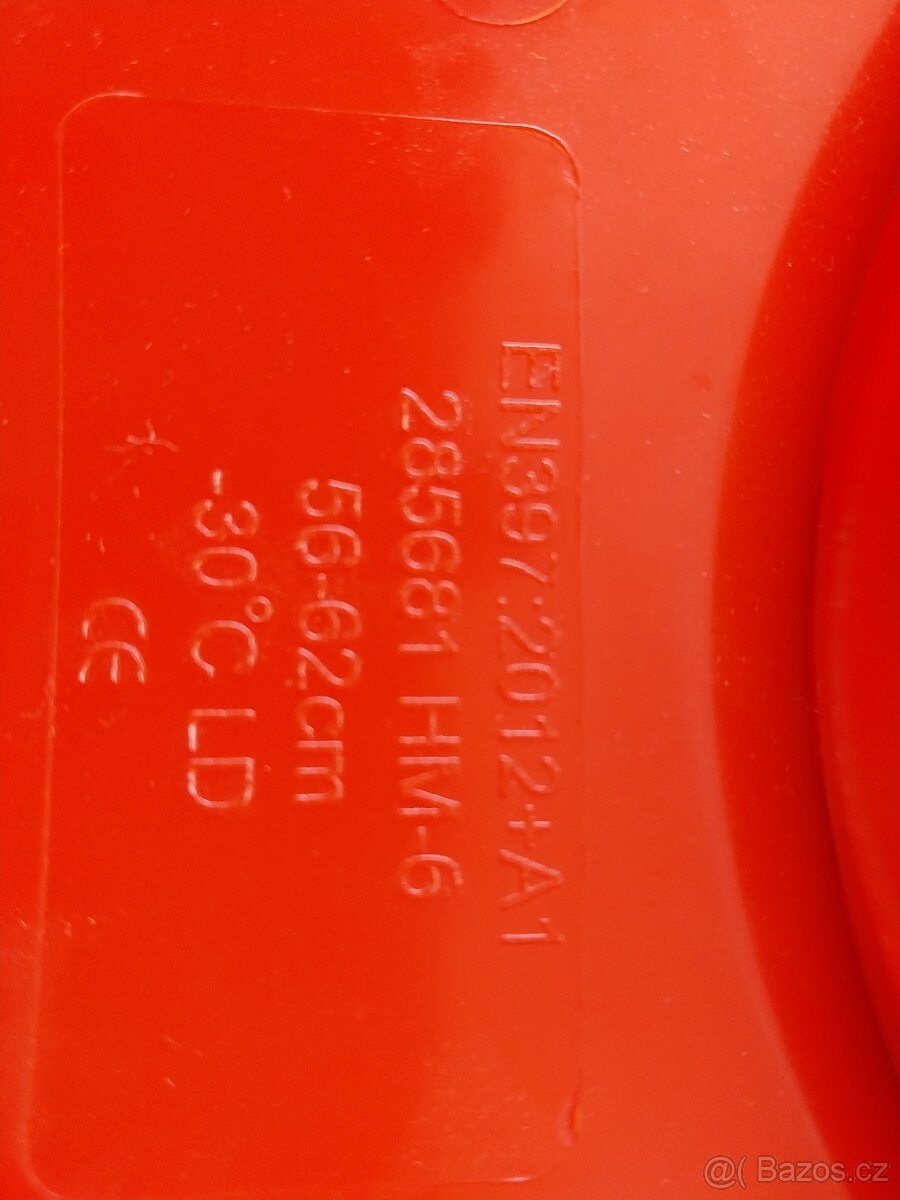 EN397:2012+A1
285681 HM-6
56-62cm
-30°C LD
CE
@( Bazos.cz